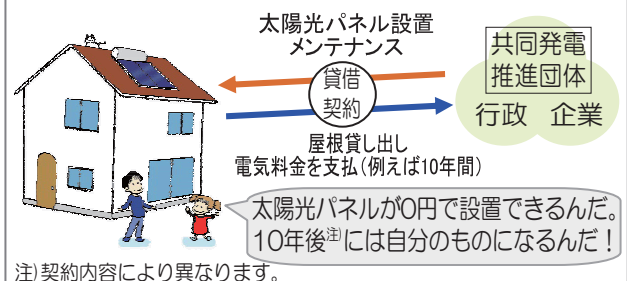 太陽光パネル設置
メンテナンス
貸借
契約
共同発電
推進団体
行政 企業
屋根貸し出し
電気料金を支払(例えば10年間)
太陽光パネルが0円で設置できるんだ。
10年後注)には自分のものになるんだ！
注)契約内容により異なります。